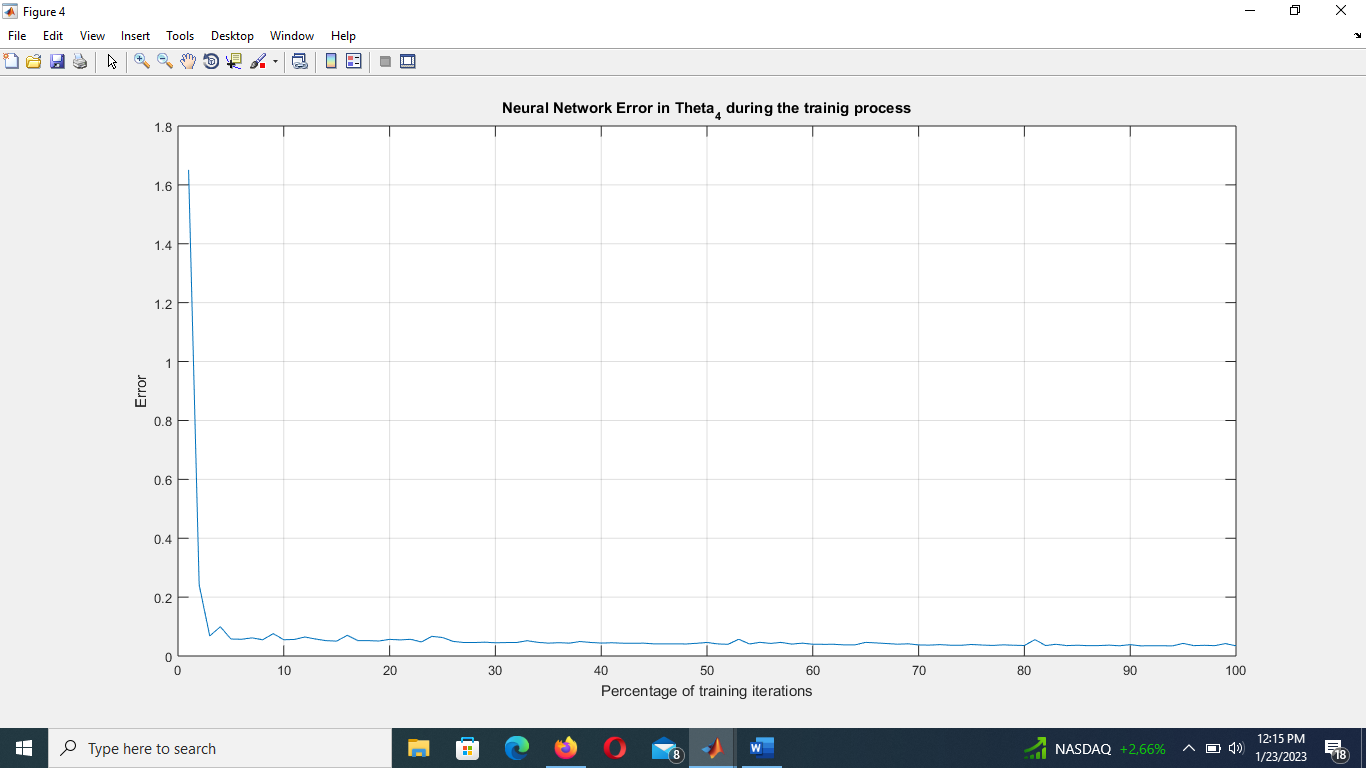 Figure 4
File Edit View Insert Tools Desktop Window Help
Neural Network Error in Theta4 during the trainig process
1.8
1.6
1.4
1.2
1
0.8
0.6
0.4
0.2
0
Error
0 10 20 30 40 50 60 70 80 90 100
Percentage of training iterations
Type here to search
8
NASDAQ +2,66%
12:15 PM
1/23/2023
18